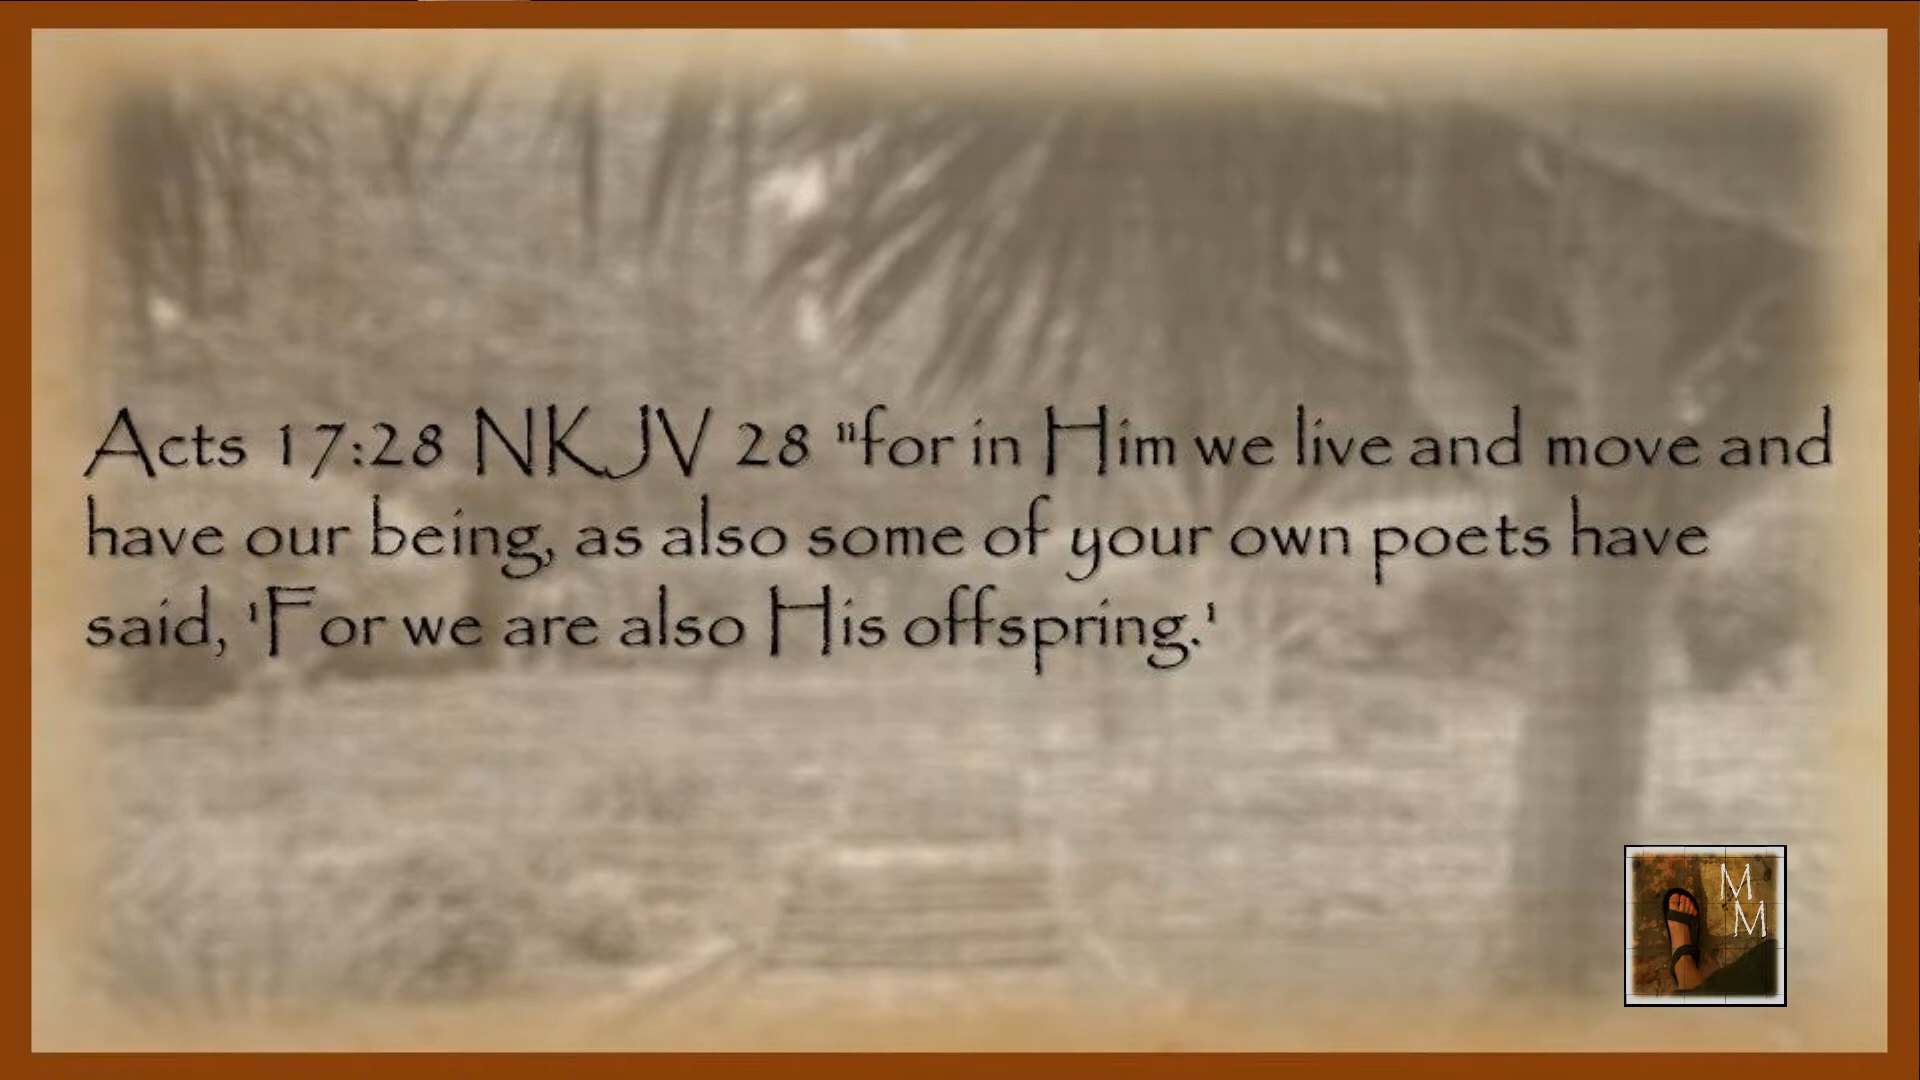 Acts 17:28 NKJV 28 "for in Him we live and move and
have our being, as also some of your own poets have
said, 'For we are also His offspring.'
M
M